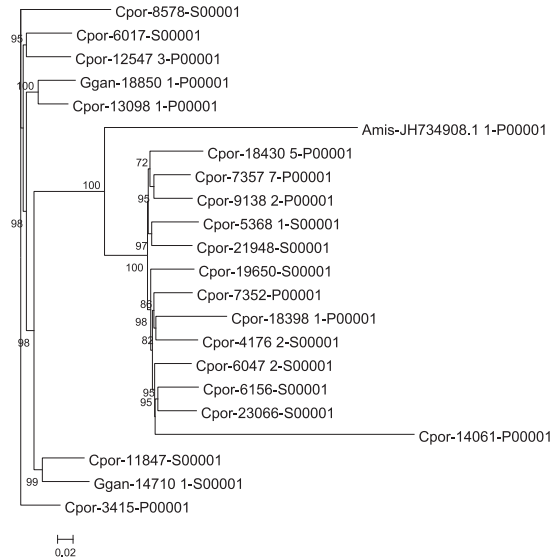 Cpor-8578-S00001
95
Cpor-6017-S00001
Cpor-12547 3-P00001
100
Ggan-18850 1-P00001
Cpor-13098 1-P00001
Amis-JH734908.1 1-P00001
72
Cpor-18430 5-P00001
100
Cpor-7357 7-P00001
95
Cpor-9138 2-P00001
98
Cpor-5368 1-S00001
97
Cpor-21948-S00001
100
Cpor-19650-S00001
Cpor-7352-P00001
86
98
Cpor-18398 1-P00001
98
82
Cpor-4176 2-S00001
Cpor-6047 2-S00001
95
Cpor-6156-S00001
95
Cpor-23066-S00001
Cpor-14061-P00001
Cpor-11847-S00001
99
Ggan-14710 1-S00001
Cpor-3415-P00001
0.02